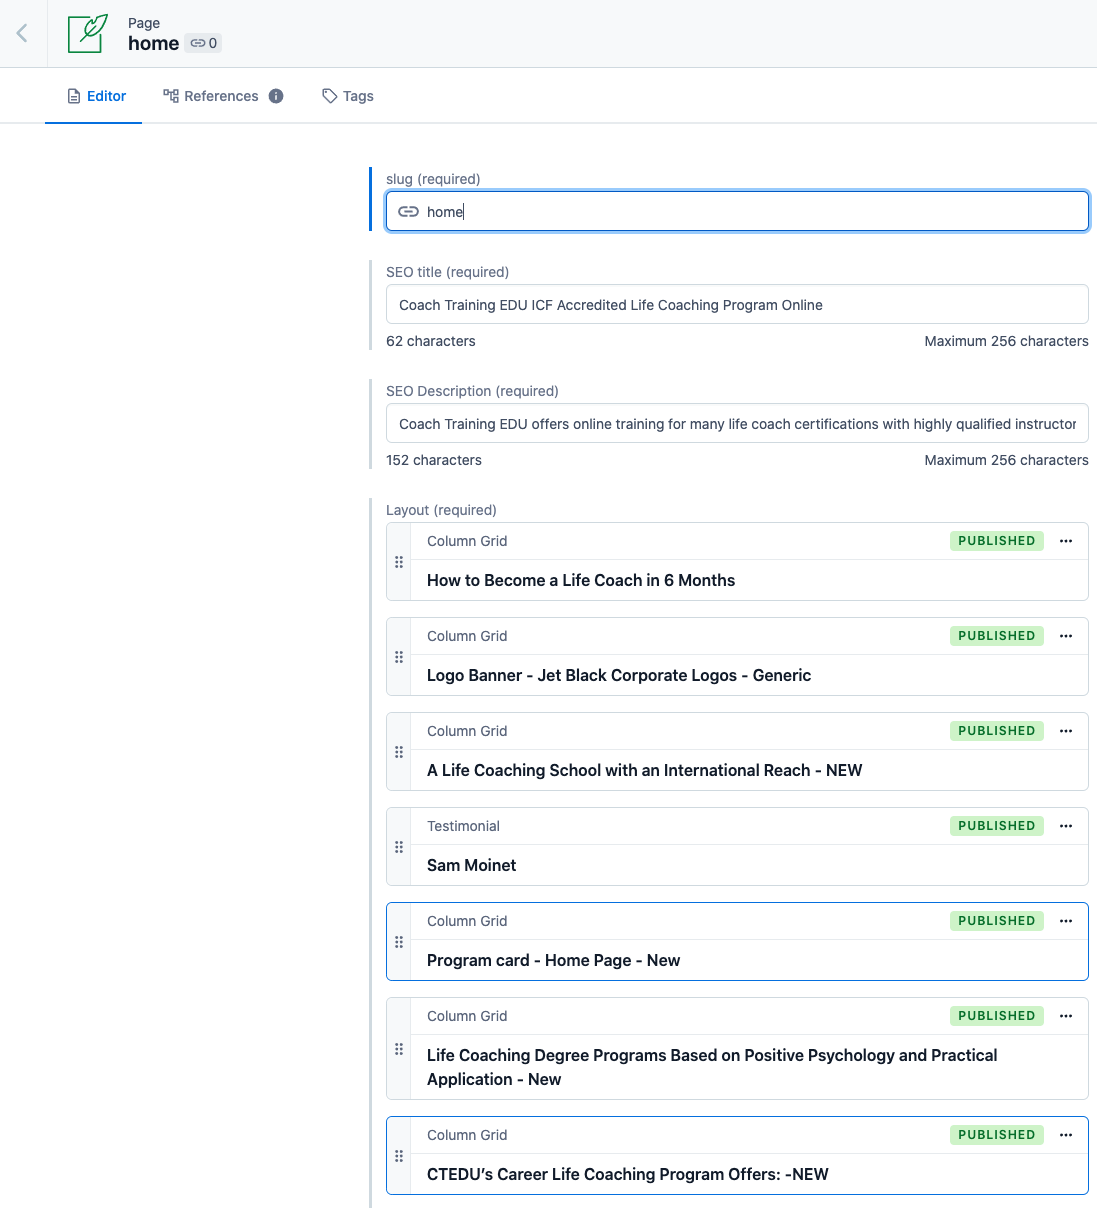 Page
home 0
Editor
References
Tags
slug (required)
home
SEO title (required)
Coach Training EDU ICF Accredited Life Coaching Program Online
62 characters
Maximum 256 characters
SEO Description (required)
Coach Training EDU offers online training for many life coach certifications with highly qualified instructor
152 characters
Maximum 256 characters
Layout (required)
Column Grid
PUBLISHED
How to Become a Life Coach in 6 Months
Column Grid
PUBLISHED
Logo Banner - Jet Black Corporate Logos - Generic
Column Grid
PUBLISHED
A Life Coaching School with an International Reach - NEW
Testimonial
PUBLISHED
Sam Moinet
Column Grid
PUBLISHED
Program card - Home Page - New
Column Grid
PUBLISHED
Life Coaching Degree Programs Based on Positive Psychology and Practical
Application - New
Column Grid
PUBLISHED
CTEDU’s Career Life Coaching Program Offers: -NEW